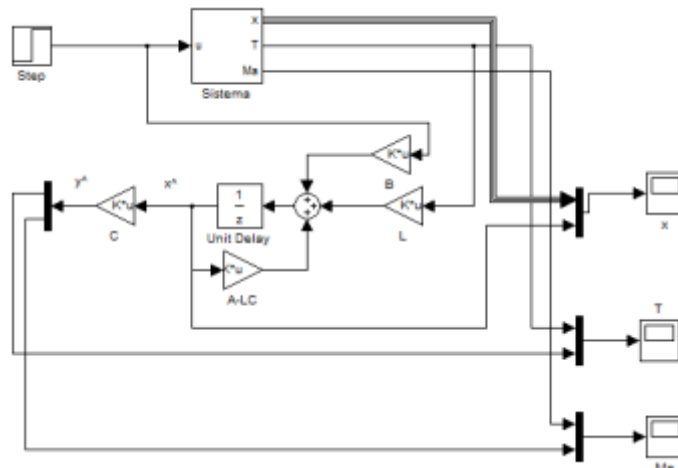 Step
u
x
T
Ma
Sistema
K*u
B
y^
x^
K*u
C
1
z
Unit Delay
+
+
+
K*u
L
K*u
A-LC
x
T
Ma